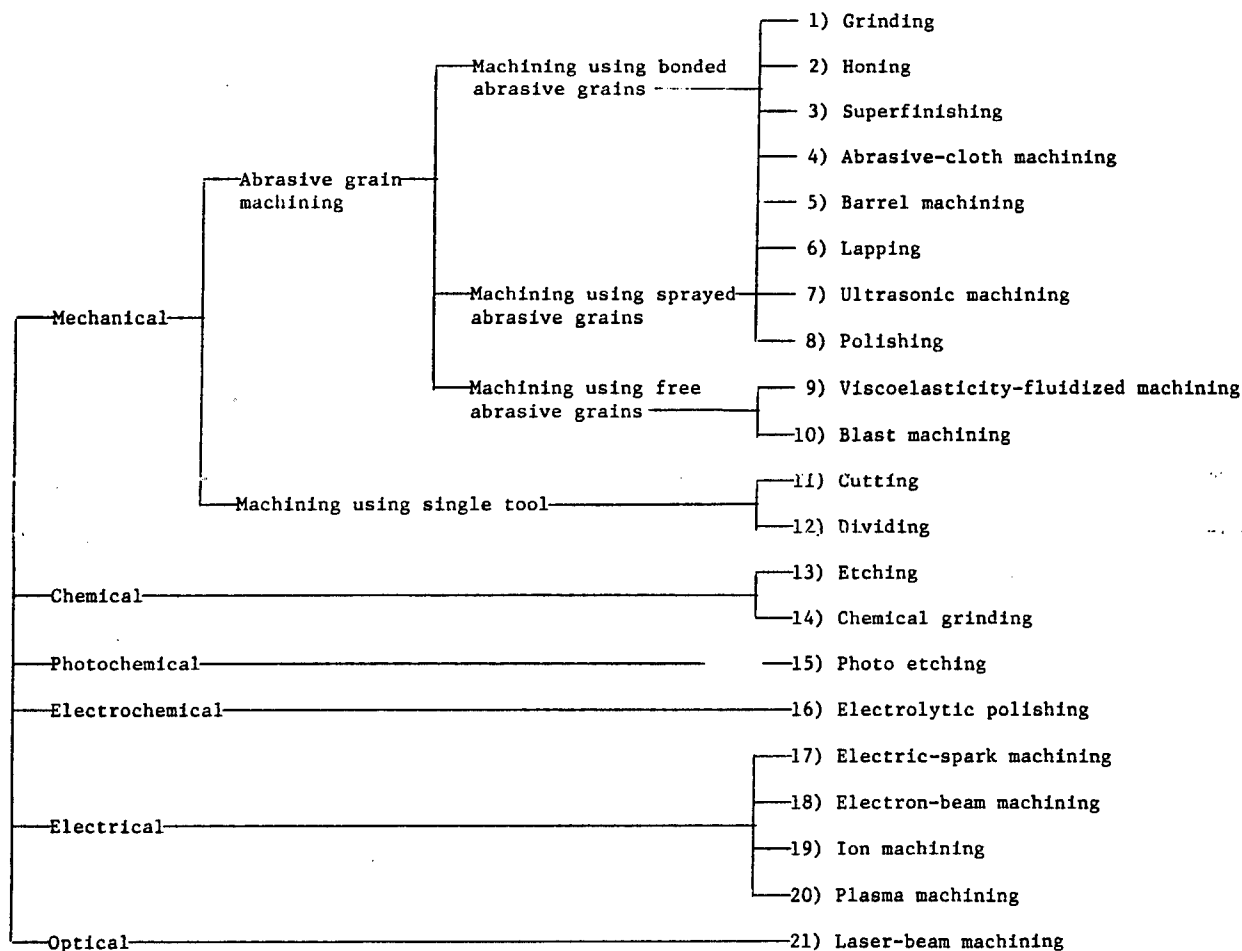 1) Grinding
Machining using bonded
abrasive grains
2) Honing
3) Superfinishing
4) Abrasive-cloth machining
Abrasive grain
machining
5) Barrel machining
6) Lapping
Machining using sprayed
abrasive grains
7) Ultrasonic machining
Mechanical
8) Polishing
Machining using free
abrasive grains
9) Viscoelasticity-fluidized machining
10) Blast machining
11) Cutting
Machining using single tool
12) Dividing
13) Etching
Chemical
14) Chemical grinding
Photochemical
15) Photo etching
Electrochemical
16) Electrolytic polishing
17) Electric-spark machining
18) Electron-beam machining
Electrical
19) Ion machining
20) Plasma machining
Optical
21) Laser-beam machining